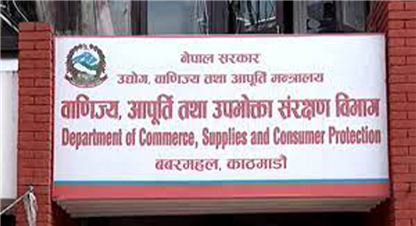 नेपाल सरकार
उद्योग, वाणिज्य तथा आपूर्ति मन्त्रालय
वाणिज्य, आपूर्ति तथा उपभोक्ता संरक्षण विभाग
Department of Commerce, Supplies and Consumer Protection
बबरमहल, काठमाडौं